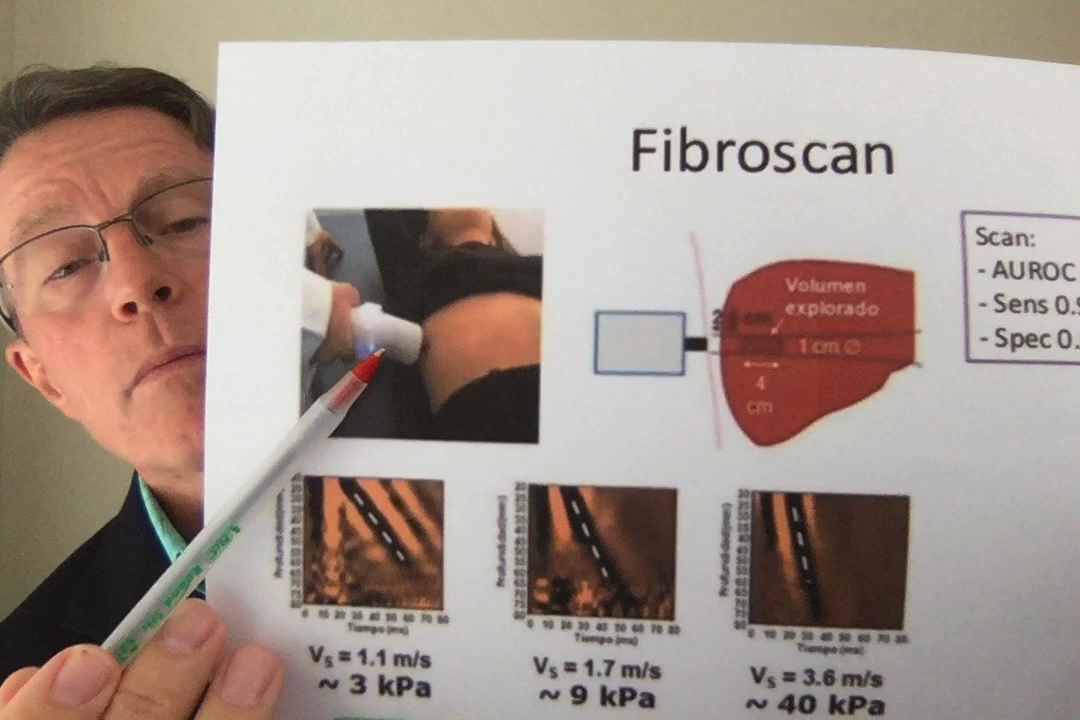 Fibroscan
Scan:
- AUROC
- Sens 0.9
- Spec 0.
Volumen
explorado
1 cm ∅
4
cm
Tiempo (ms)
Tiempo (ms)
Tiempo (ms)
Vs = 1.1 m/s
~ 3 kPa
Vs = 1.7 m/s
~ 9 kPa
Vs = 3.6 m/s
~ 40 kPa